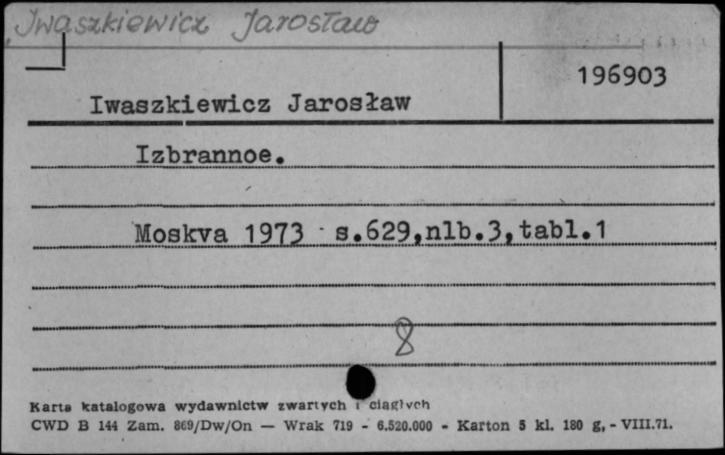 Iwaszkiewicz Jarosław
196903
Iwaszkiewicz Jarosław
Izbrannoe.
Moskva 1973 s.629,nlb.3,tabl.1
8
Karta katalogowa wydawnictw zwartych i ciągłych
CWD B 144 Zam. 869/Dw/On — Wrak 719 - 6.520.000 - Karton 5 kl. 180 g, - VIII.71.